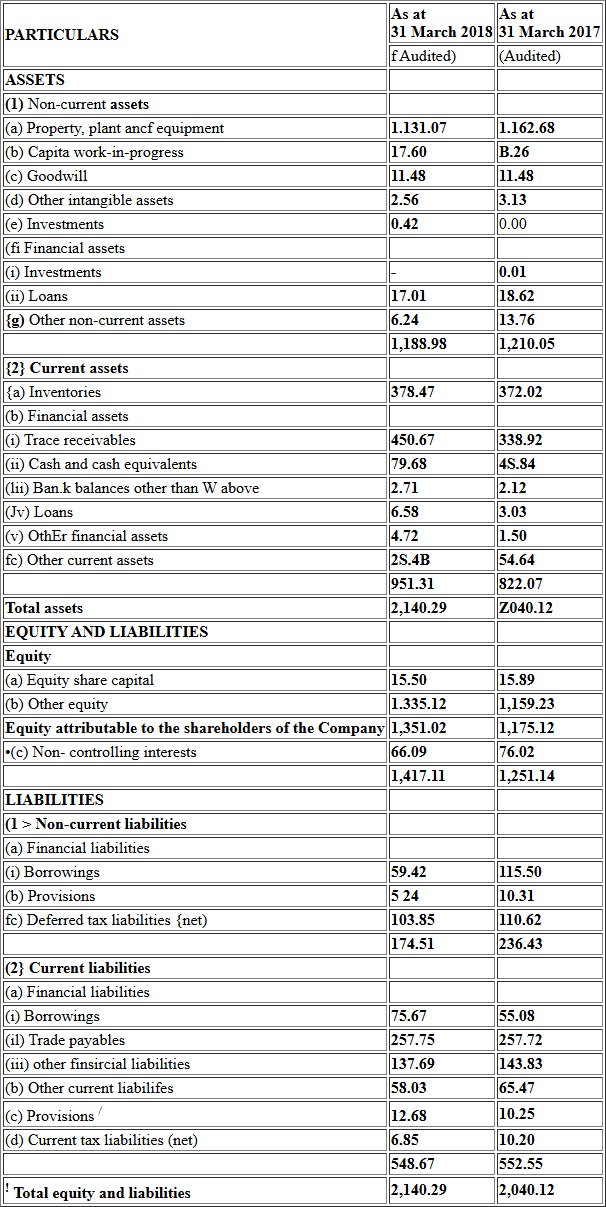 PARTICULARS As at 31 March 2018 As at 31 March 2017
f Audited) (Audited)
ASSETS
(1) Non-current assets
(a) Property, plant ancf equipment 1.131.07 1.162.68
(b) Capita work-in-progress 17.60 B.26
(c) Goodwill 11.48 11.48
(d) Other intangible assets 2.56 3.13
(e) Investments 0.42 0.00
(fi Financial assets
(i) Investments - 0.01
(ii) Loans 17.01 18.62
{g) Other non-current assets 6.24 13.76
1,188.98 1,210.05
{2} Current assets
{a) Inventories 378.47 372.02
(b) Financial assets
(i) Trace receivables 450.67 338.92
(ii) Cash and cash equivalents 79.68 4S.84
(lii) Ban.k balances other than W above 2.71 2.12
(Jv) Loans 6.58 3.03
(v) OthEr financial assets 4.72 1.50
fc) Other current assets 2S.4B 54.64
951.31 822.07
Total assets 2,140.29 Z040.12
EQUITY AND LIABILITIES
Equity
(a) Equity share capital 15.50 15.89
(b) Other equity 1.335.12 1,159.23
Equity attributable to the shareholders of the Company 1,351.02 1,175.12
•(c) Non- controlling interests 66.09 76.02
1,417.11 1,251.14
LIABILITIES
(1 > Non-current liabilities
(a) Financial liabilities
(i) Borrowings 59.42 115.50
(b) Provisions 5 24 10.31
fc) Deferred tax liabilities {net) 103.85 110.62
174.51 236.43
(2} Current liabilities
(a) Financial liabilities
(i) Borrowings 75.67 55.08
(il) Trade payables 257.75 257.72
(iii) other finsircial liabilities 137.69 143.83
(b) Other current liabilifes 58.03 65.47
(c) Provisions / 12.68 10.25
(d) Current tax liabilities (net) 6.85 10.20
548.67 552.55
! Total equity and liabilities 2,140.29 2,040.12